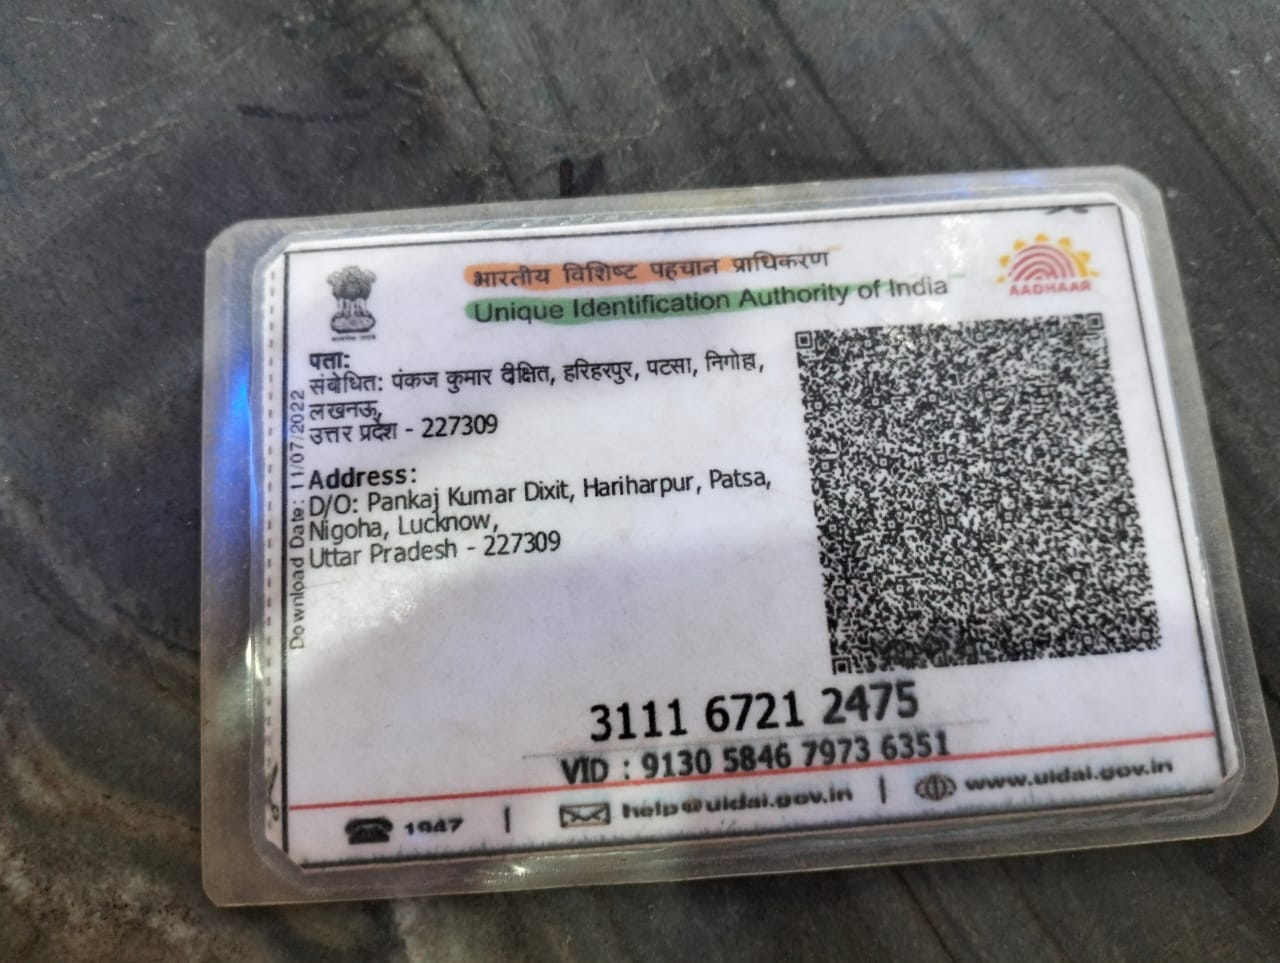 भारतीय विशिष्ट पहचान प्राधिकरण
Unique Identification Authority of India
AADHAAR
पता:
संबोधित: पंकज कुमार दीक्षित, हरिहरपुर, पटसा, निगोहा,
लखनऊ,
उत्तर प्रदेश - 227309
Address:
D/O: Pankaj Kumar Dixit, Hariharpur, Patsa,
Nigoha, Lucknow,
Uttar Pradesh - 227309
Download Date: 11/07/2022
3111 6721 2475
VID : 9130 5846 7973 6351
1947 | help@uidai.gov.in | www.uidai.gov.in